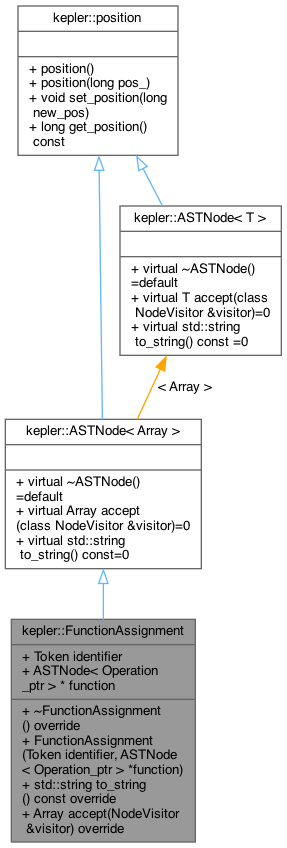 kepler::position
+ position()
+ position(long pos_)
+ void set_position(long
new_pos)
+ long get_position()
const
kepler::ASTNode< T >
+ virtual ~ASTNode()
=default
+ virtual T accept(class
NodeVisitor &visitor)=0
+ virtual std::string
to_string() const =0
< Array >
kepler::ASTNode< Array >
+ virtual ~ASTNode()
=default
+ virtual Array accept
(class NodeVisitor &visitor)=0
+ virtual std::string
to_string() const=0
kepler::FunctionAssignment
+ Token identifier
+ ASTNode< Operation
_ptr > * function
+ ~FunctionAssignment
() override
+ FunctionAssignment
(Token identifier, ASTNode
< Operation_ptr > *function)
+ std::string to_string
() const override
+ Array accept(NodeVisitor
&visitor) override